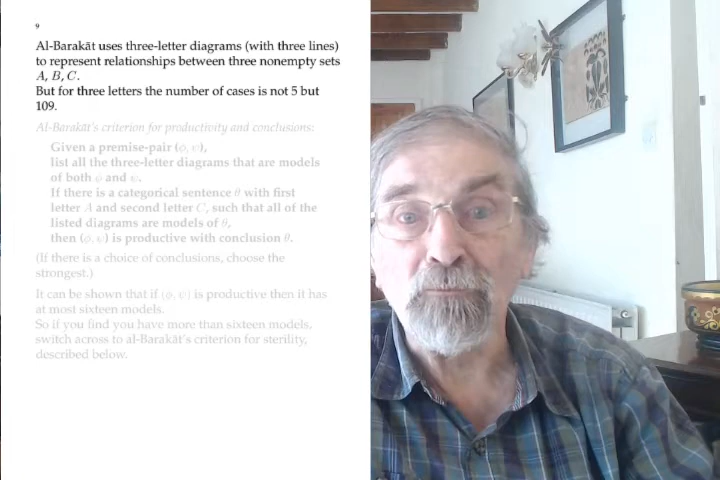 9
Al-Barakāt uses three-letter diagrams (with three lines)
to represent relationships between three nonempty sets
A, B, C.
But for three letters the number of cases is not 5 but
109.
Al-Barakāt's criterion for productivity and conclusions:
Given a premise-pair (ϕ, ψ),
list all the three-letter diagrams that are models
of both ϕ and ψ.
If there is a categorical sentence θ with first
letter A and second letter C, such that all of the
listed diagrams are models of θ,
then (ϕ, ψ) is productive with conclusion θ.
(If there is a choice of conclusions, choose the
strongest.)
It can be shown that if (ϕ, ψ) is productive then it has
at most sixteen models.
So if you find you have more than sixteen models,
switch across to al-Barakāt's criterion for sterility,
described below.